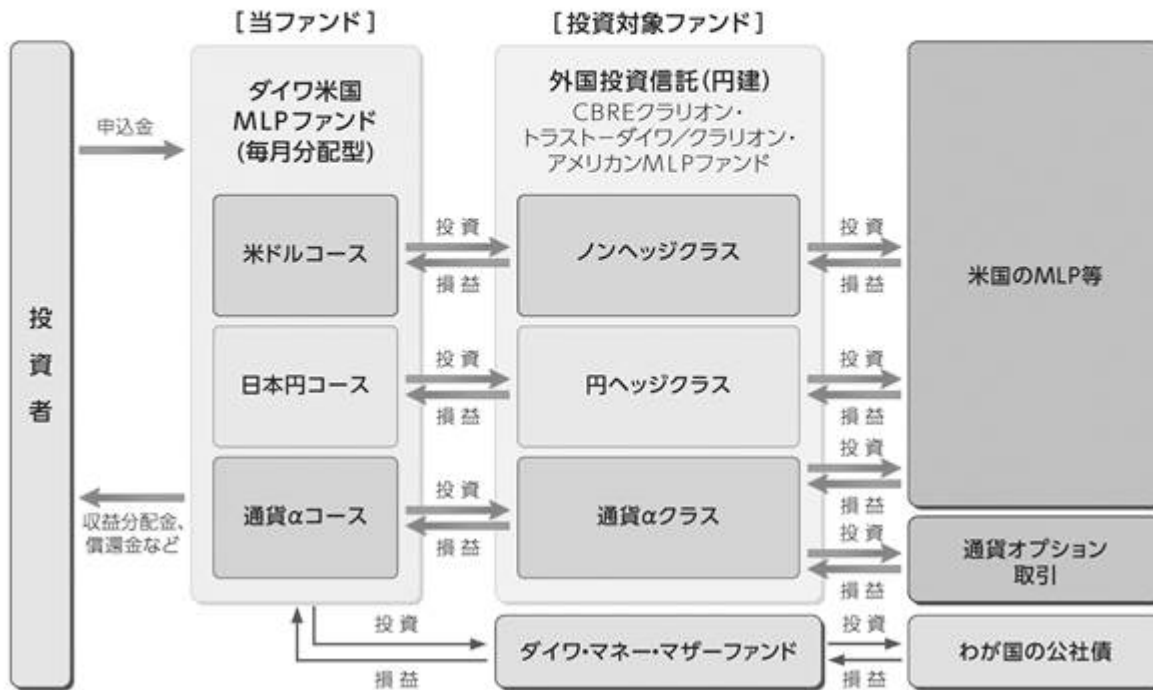 [当ファンド]
[投資対象ファンド]
投資者
申込金
収益分配金、
償還金など
ダイワ米国
MLPファンド
(毎月分配型)
米ドルコース
日本円コース
通貨αコース
投資
損益
投資
損益
投資
損益
外国投資信託(円建)
CBREクラリオン・
トラストーダイワ/クラリオン・
アメリカンMLPファンド
ノンヘッジクラス
円ヘッジクラス
通貨αクラス
投資
損益
投資
損益
投資
損益
投資
損益
米国のMLP等
通貨オプション
取引
投資
損益
ダイワ・マネー・マザーファンド
投資
損益
わが国の公社債